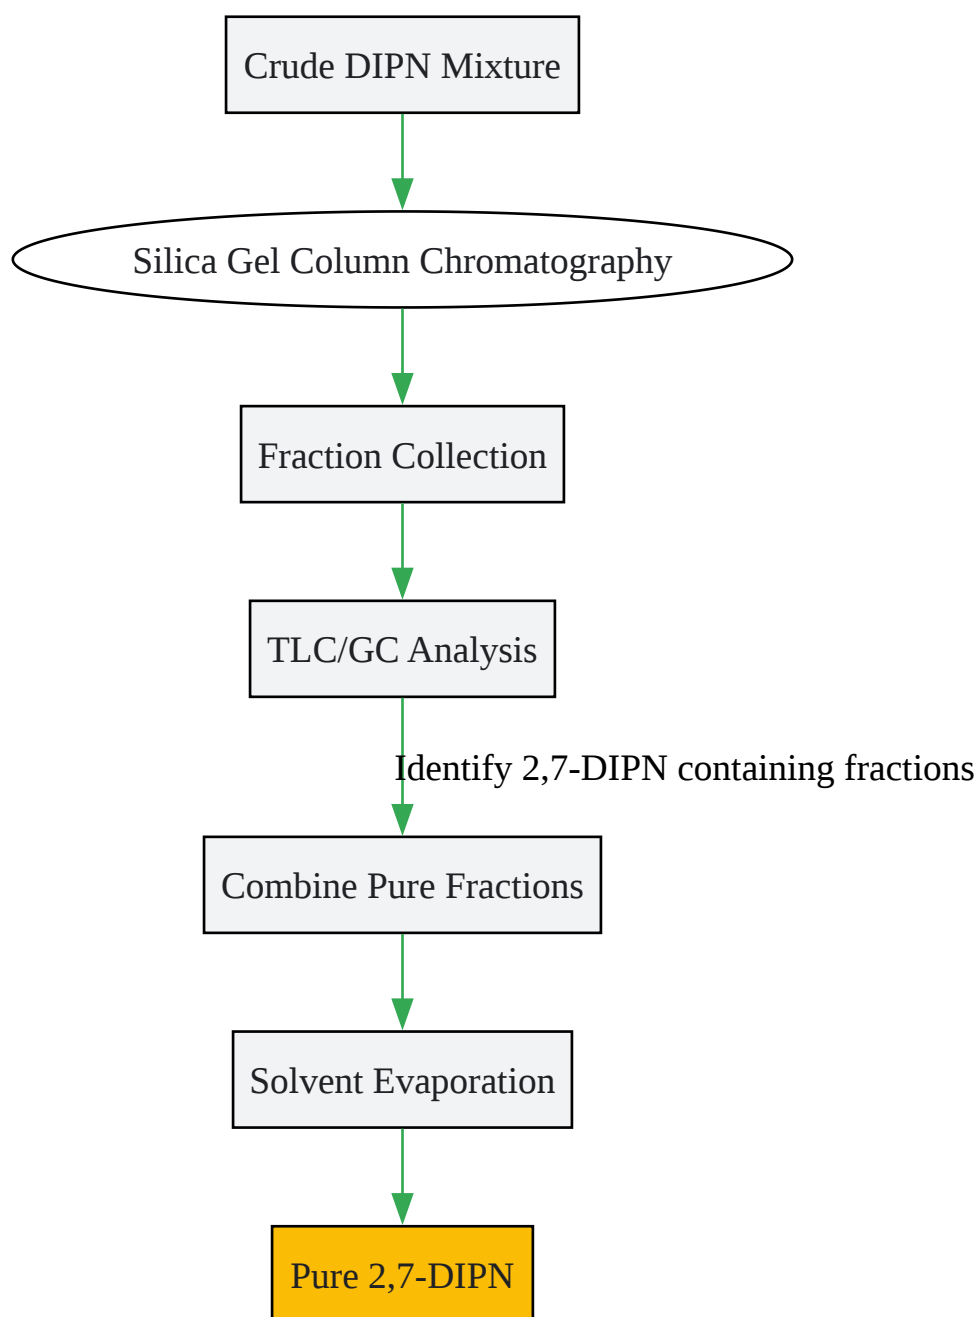 Crude DIPN Mixture
Silica Gel Column Chromatography
Fraction Collection
TLC/GC Analysis
Identify 2,7-DIPN containing fractions
Combine Pure Fractions
Solvent Evaporation
Pure 2,7-DIPN